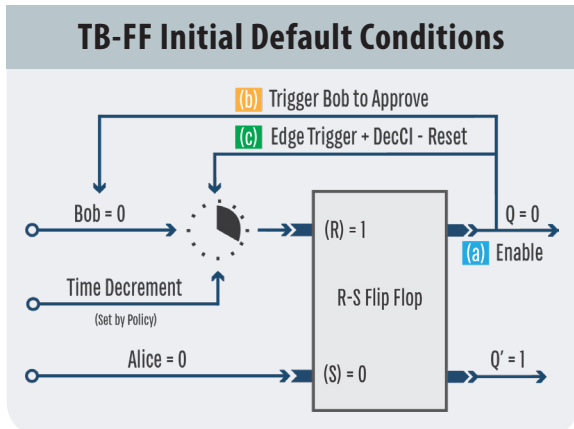 TB-FF Initial Default Conditions
(b) Trigger Bob to Approve
(c) Edge Trigger + DecCl - Reset
Bob = 0
(R) = 1
Q = 0
(a) Enable
Time Decrement
(Set by Policy)
R-S Flip Flop
Alice = 0
(S) = 0
Q' = 1